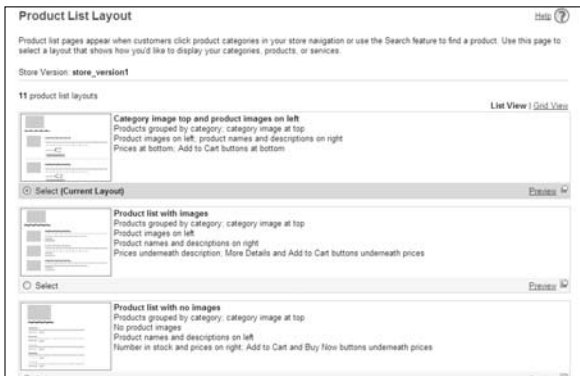 Product List Layout
Help ?
Product list pages appear when customers click product categories in your store navigation or use the Search feature to find a product. Use this page to
select a layout that shows how you'd like to display your categories, products, or services.
Store Version: store_version1
11 product list layouts
List View | Grid View
Category image top and product images on left
Products grouped by category; category image at top
Product images on left; product names and descriptions on right
Prices at bottom; Add to Cart buttons at bottom
Select (Current Layout)
Preview
Product list with images
Products grouped by category; category image at top
Product images on left
Product names and descriptions on right
Prices underneath description; More Details and Add to Cart buttons underneath prices
Select
Preview
Product list with no images
Products grouped by category; category image at top
No product images
Product names and descriptions on left
Number in stock and prices on right; Add to Cart and Buy Now buttons underneath prices